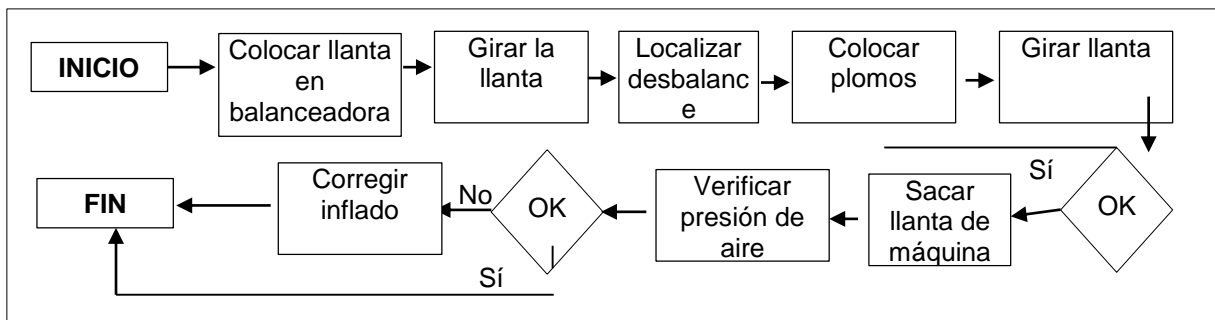 INICIO
Colocar llanta
en
balanceadora
Girar la
llanta
Localizar
desbalanc
e
Colocar
plomos
Girar llanta
Sí
OK
Sacar
llanta de
máquina
Verificar
presión de
aire
OK
No
Sí
Corregir
inflado
FIN